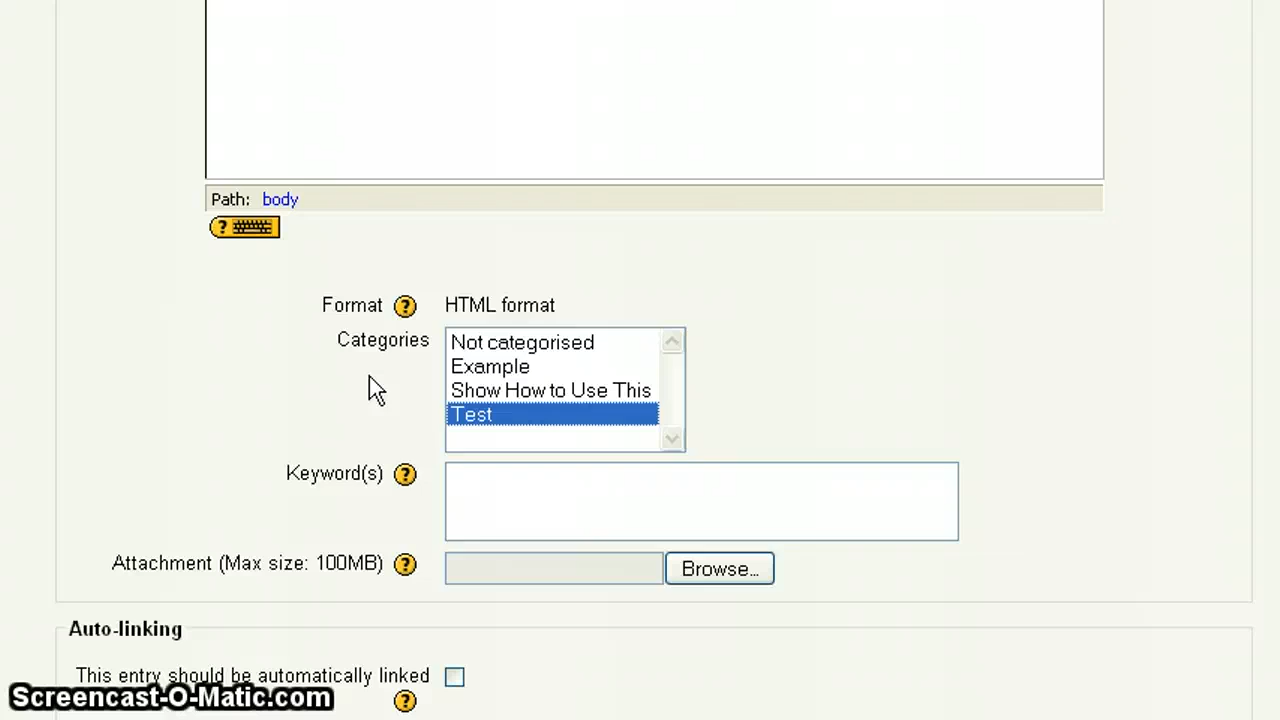 Path: body
Format HTML format
Categories
Not categorised
Example
Show How to Use This
Test
Keyword(s)
Attachment (Max size: 100MB) Browse...
Auto-linking
This entry should be automatically linked
Screencast-O-Matic.com